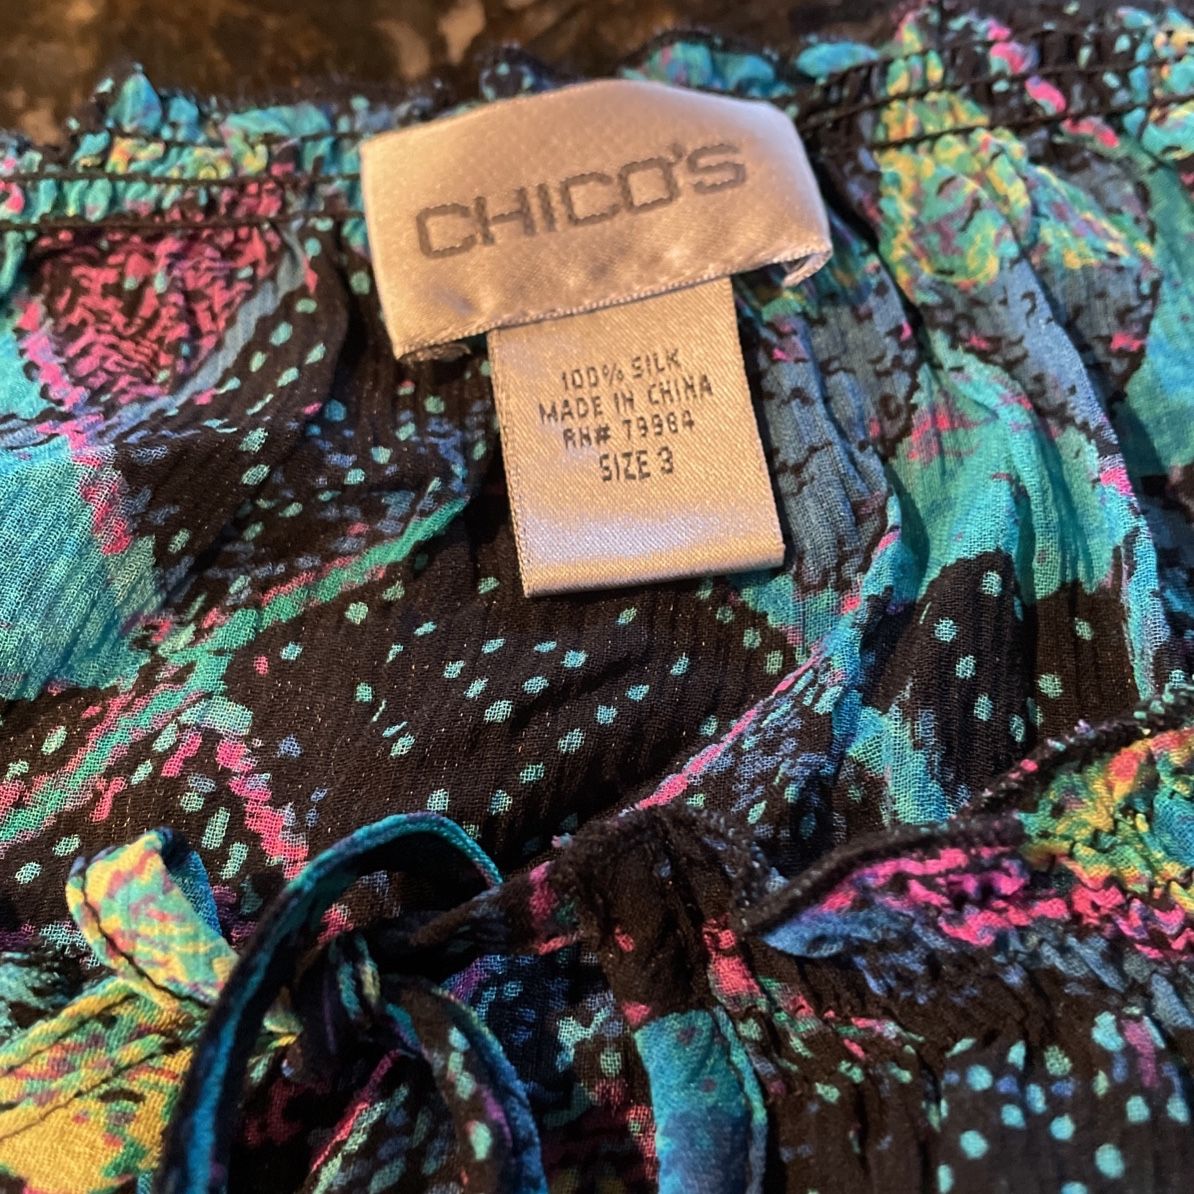 CHICO'S
100% SILK
MADE IN CHINA
RN# 79984
SIZE 3